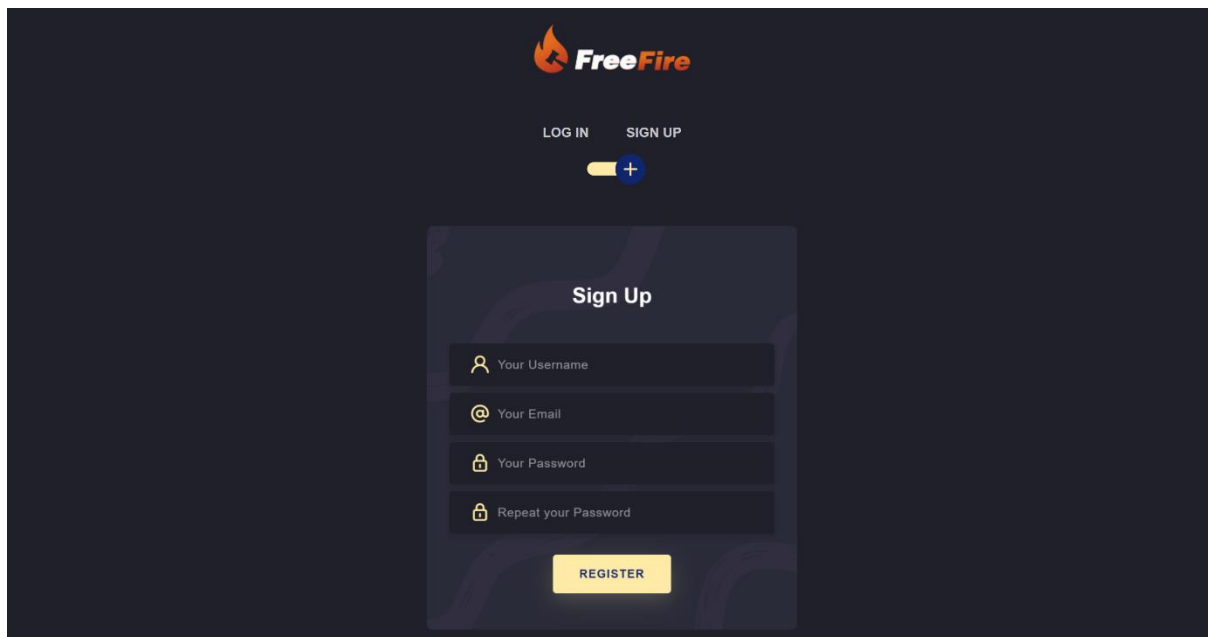 FreeFire
LOG IN SIGN UP
Sign Up
Your Username
@ Your Email
Your Password
Repeat your Password
REGISTER